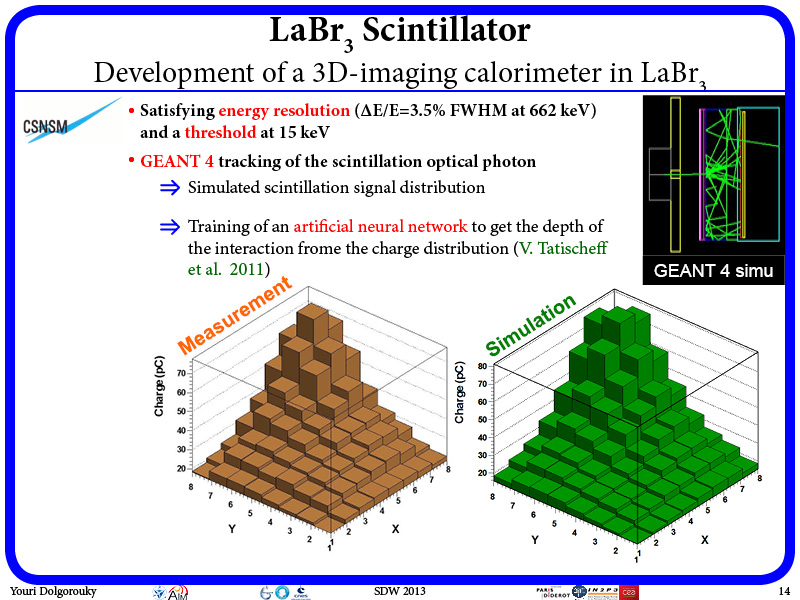 LaBr3 Scintillator
Development of a 3D-imaging calorimeter in LaBr3
CSNSM
• Satisfying energy resolution (ΔE/E=3.5% FWHM at 662 keV)
and a threshold at 15 keV
• GEANT 4 tracking of the scintillation optical photon
⇒ Simulated scintillation signal distribution
⇒ Training of an artificial neural network to get the depth of
the interaction frome the charge distribution (V. Tatischeff
et al. 2011)
GEANT 4 simu
Measurement
Charge (pC)
70
60
50
40
30
20
8
7
6
5
4
3
2
1
Y
1
2
3
4
5
6
7
8
X
Simulation
Charge (pC)
80
70
60
50
40
30
20
8
7
6
5
4
3
2
1
Y
1
2
3
4
5
6
7
8
X
Youri Dolgorouky
AIM
cnes
SDW 2013
PARIS
DIDEROT
IN2P3
cea
14